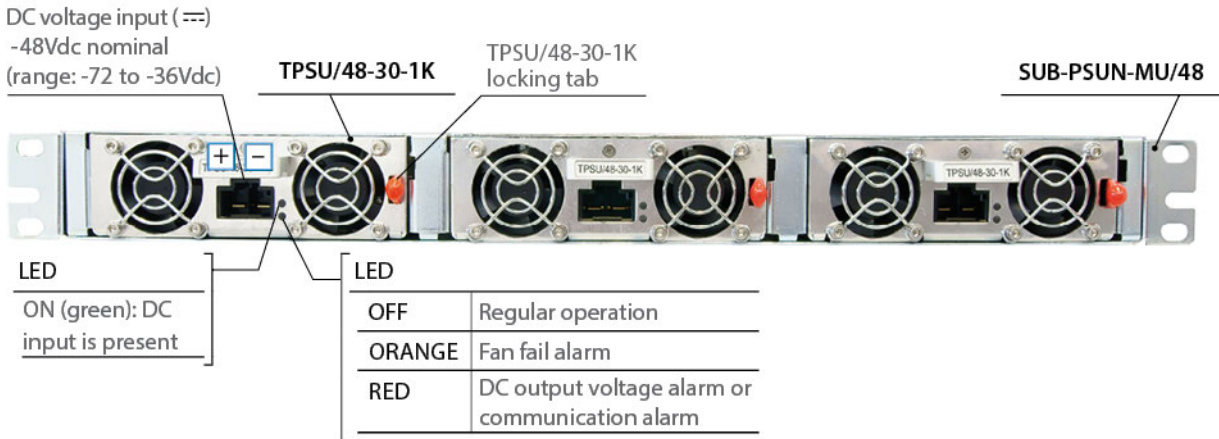 DC voltage input (⎓)
-48Vdc nominal
(range: -72 to -36Vdc)
TPSU/48-30-1K
TPSU/48-30-1K
locking tab
SUB-PSUN-MU/48
+ −
TPSU/48-30-1K
TPSU/48-30-1K
LED
ON (green): DC
input is present
LED
OFF Regular operation
ORANGE Fan fail alarm
RED DC output voltage alarm or
communication alarm